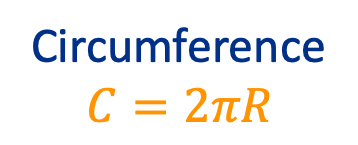 Circumference
C = 2πR